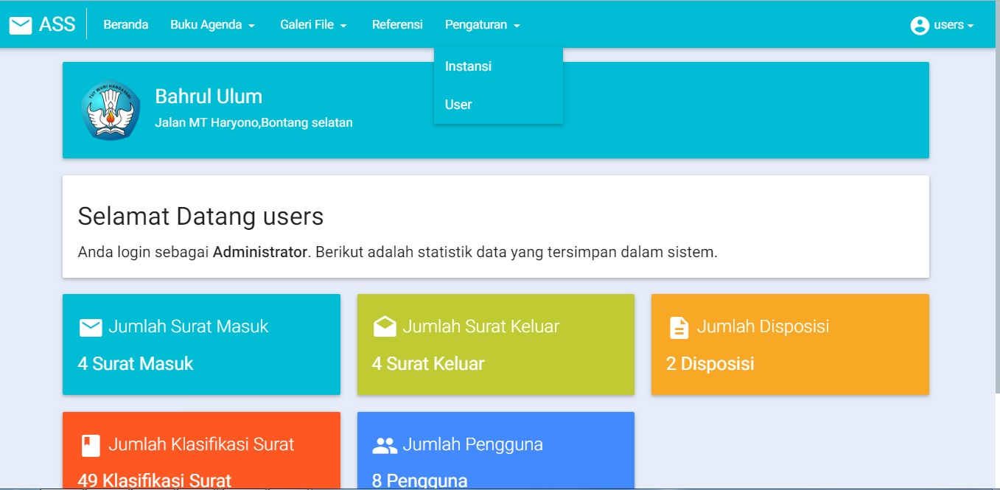 ASS Beranda Buku Agenda Galeri File Referensi Pengaturan users
Instansi
User
TUT WURI HANDAYANI
Bahrul Ulum
Jalan MT Haryono,Bontang selatan
Selamat Datang users
Anda login sebagai Administrator. Berikut adalah statistik data yang tersimpan dalam sistem.
Jumlah Surat Masuk
4 Surat Masuk
Jumlah Surat Keluar
4 Surat Keluar
Jumlah Disposisi
2 Disposisi
Jumlah Klasifikasi Surat
49 Klasifikasi Surat
Jumlah Pengguna
8 Pengguna